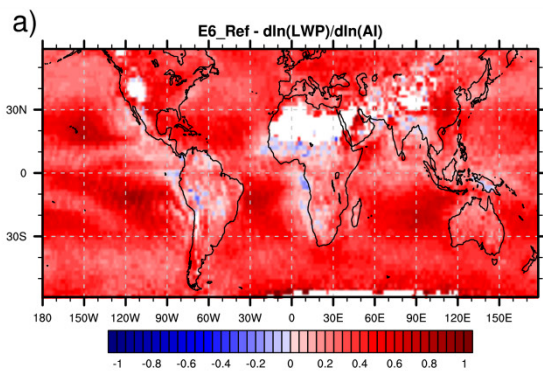 a)
E6_Ref - dln(LWP)/dln(AI)
30N
0
30S
180 150W 120W 90W 60W 30W 0 30E 60E 90E 120E 150E
-1 -0.8 -0.6 -0.4 -0.2 0 0.2 0.4 0.6 0.8 1